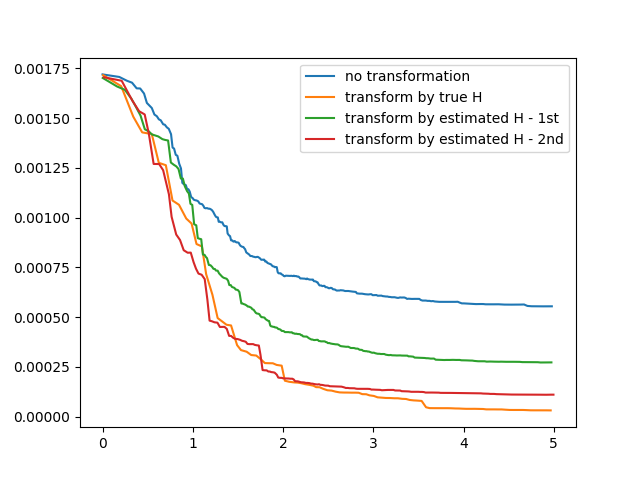 0.00175
0.00150
0.00125
0.00100
0.00075
0.00050
0.00025
0.00000
0 1 2 3 4 5
no transformation
transform by true H
transform by estimated H - 1st
transform by estimated H - 2nd